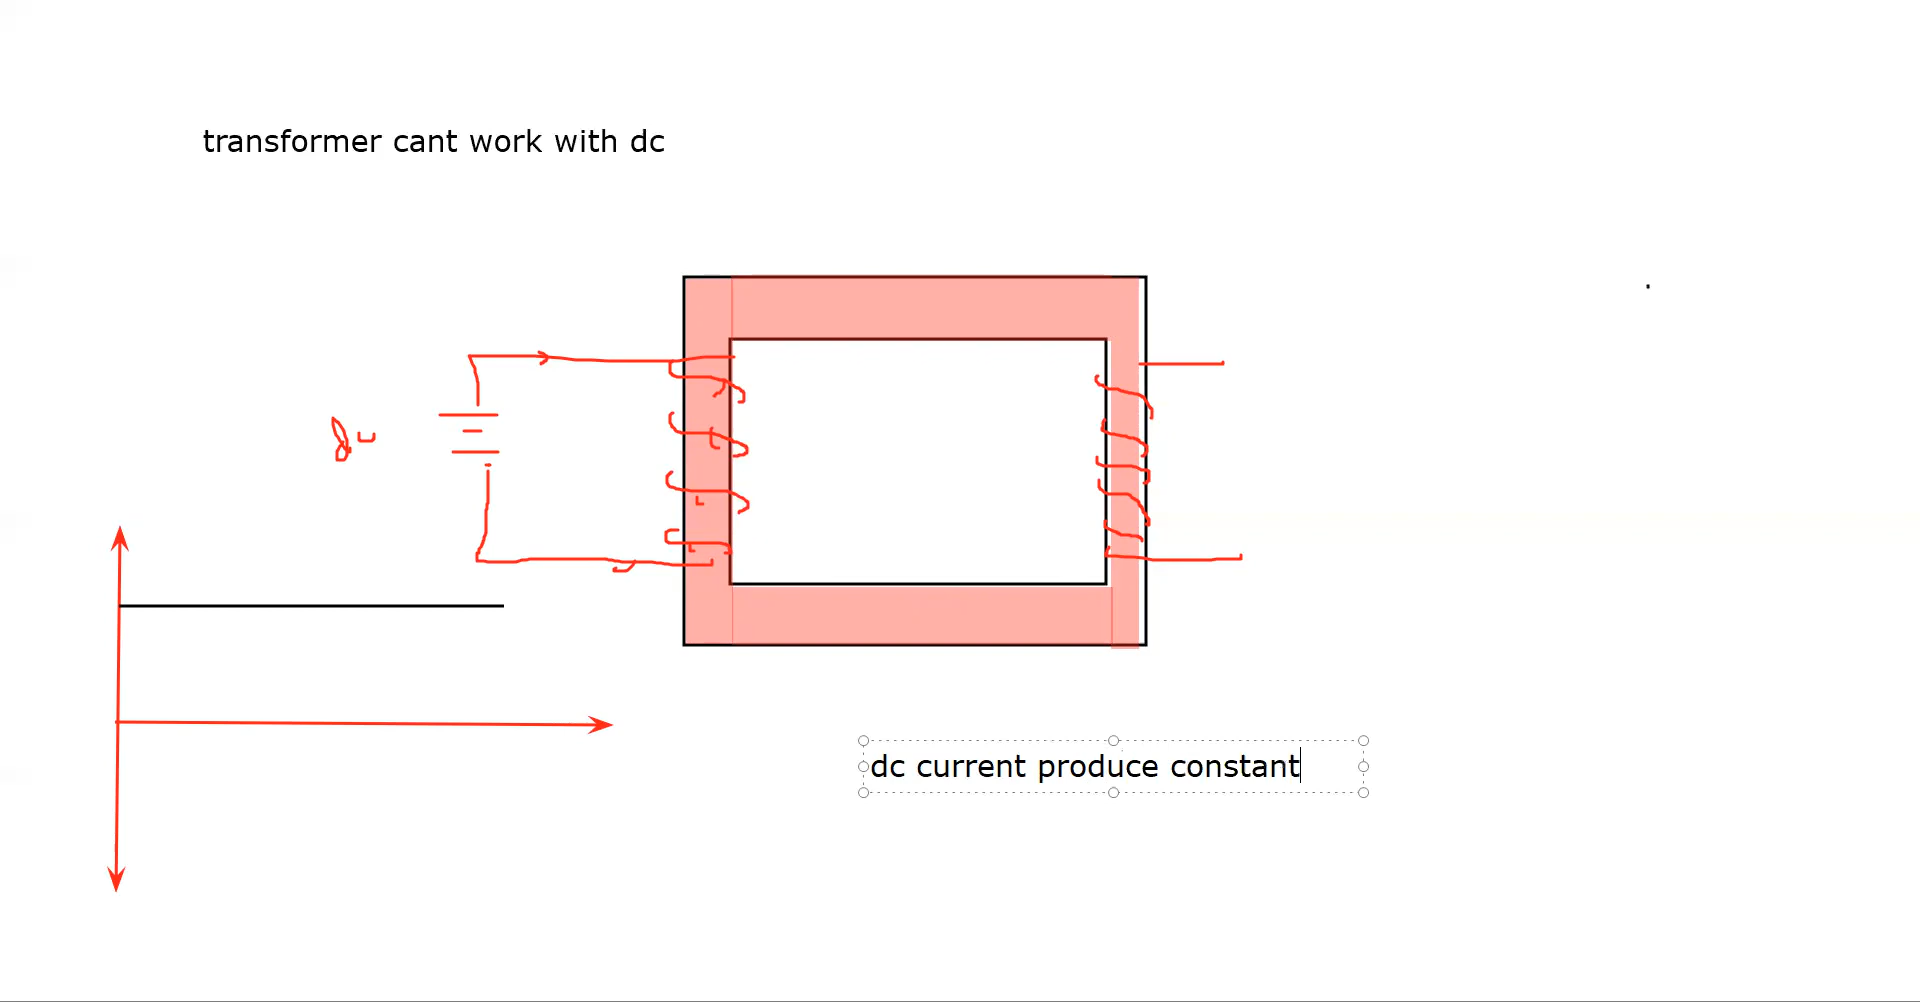 transformer cant work with dc
dc current produce constant